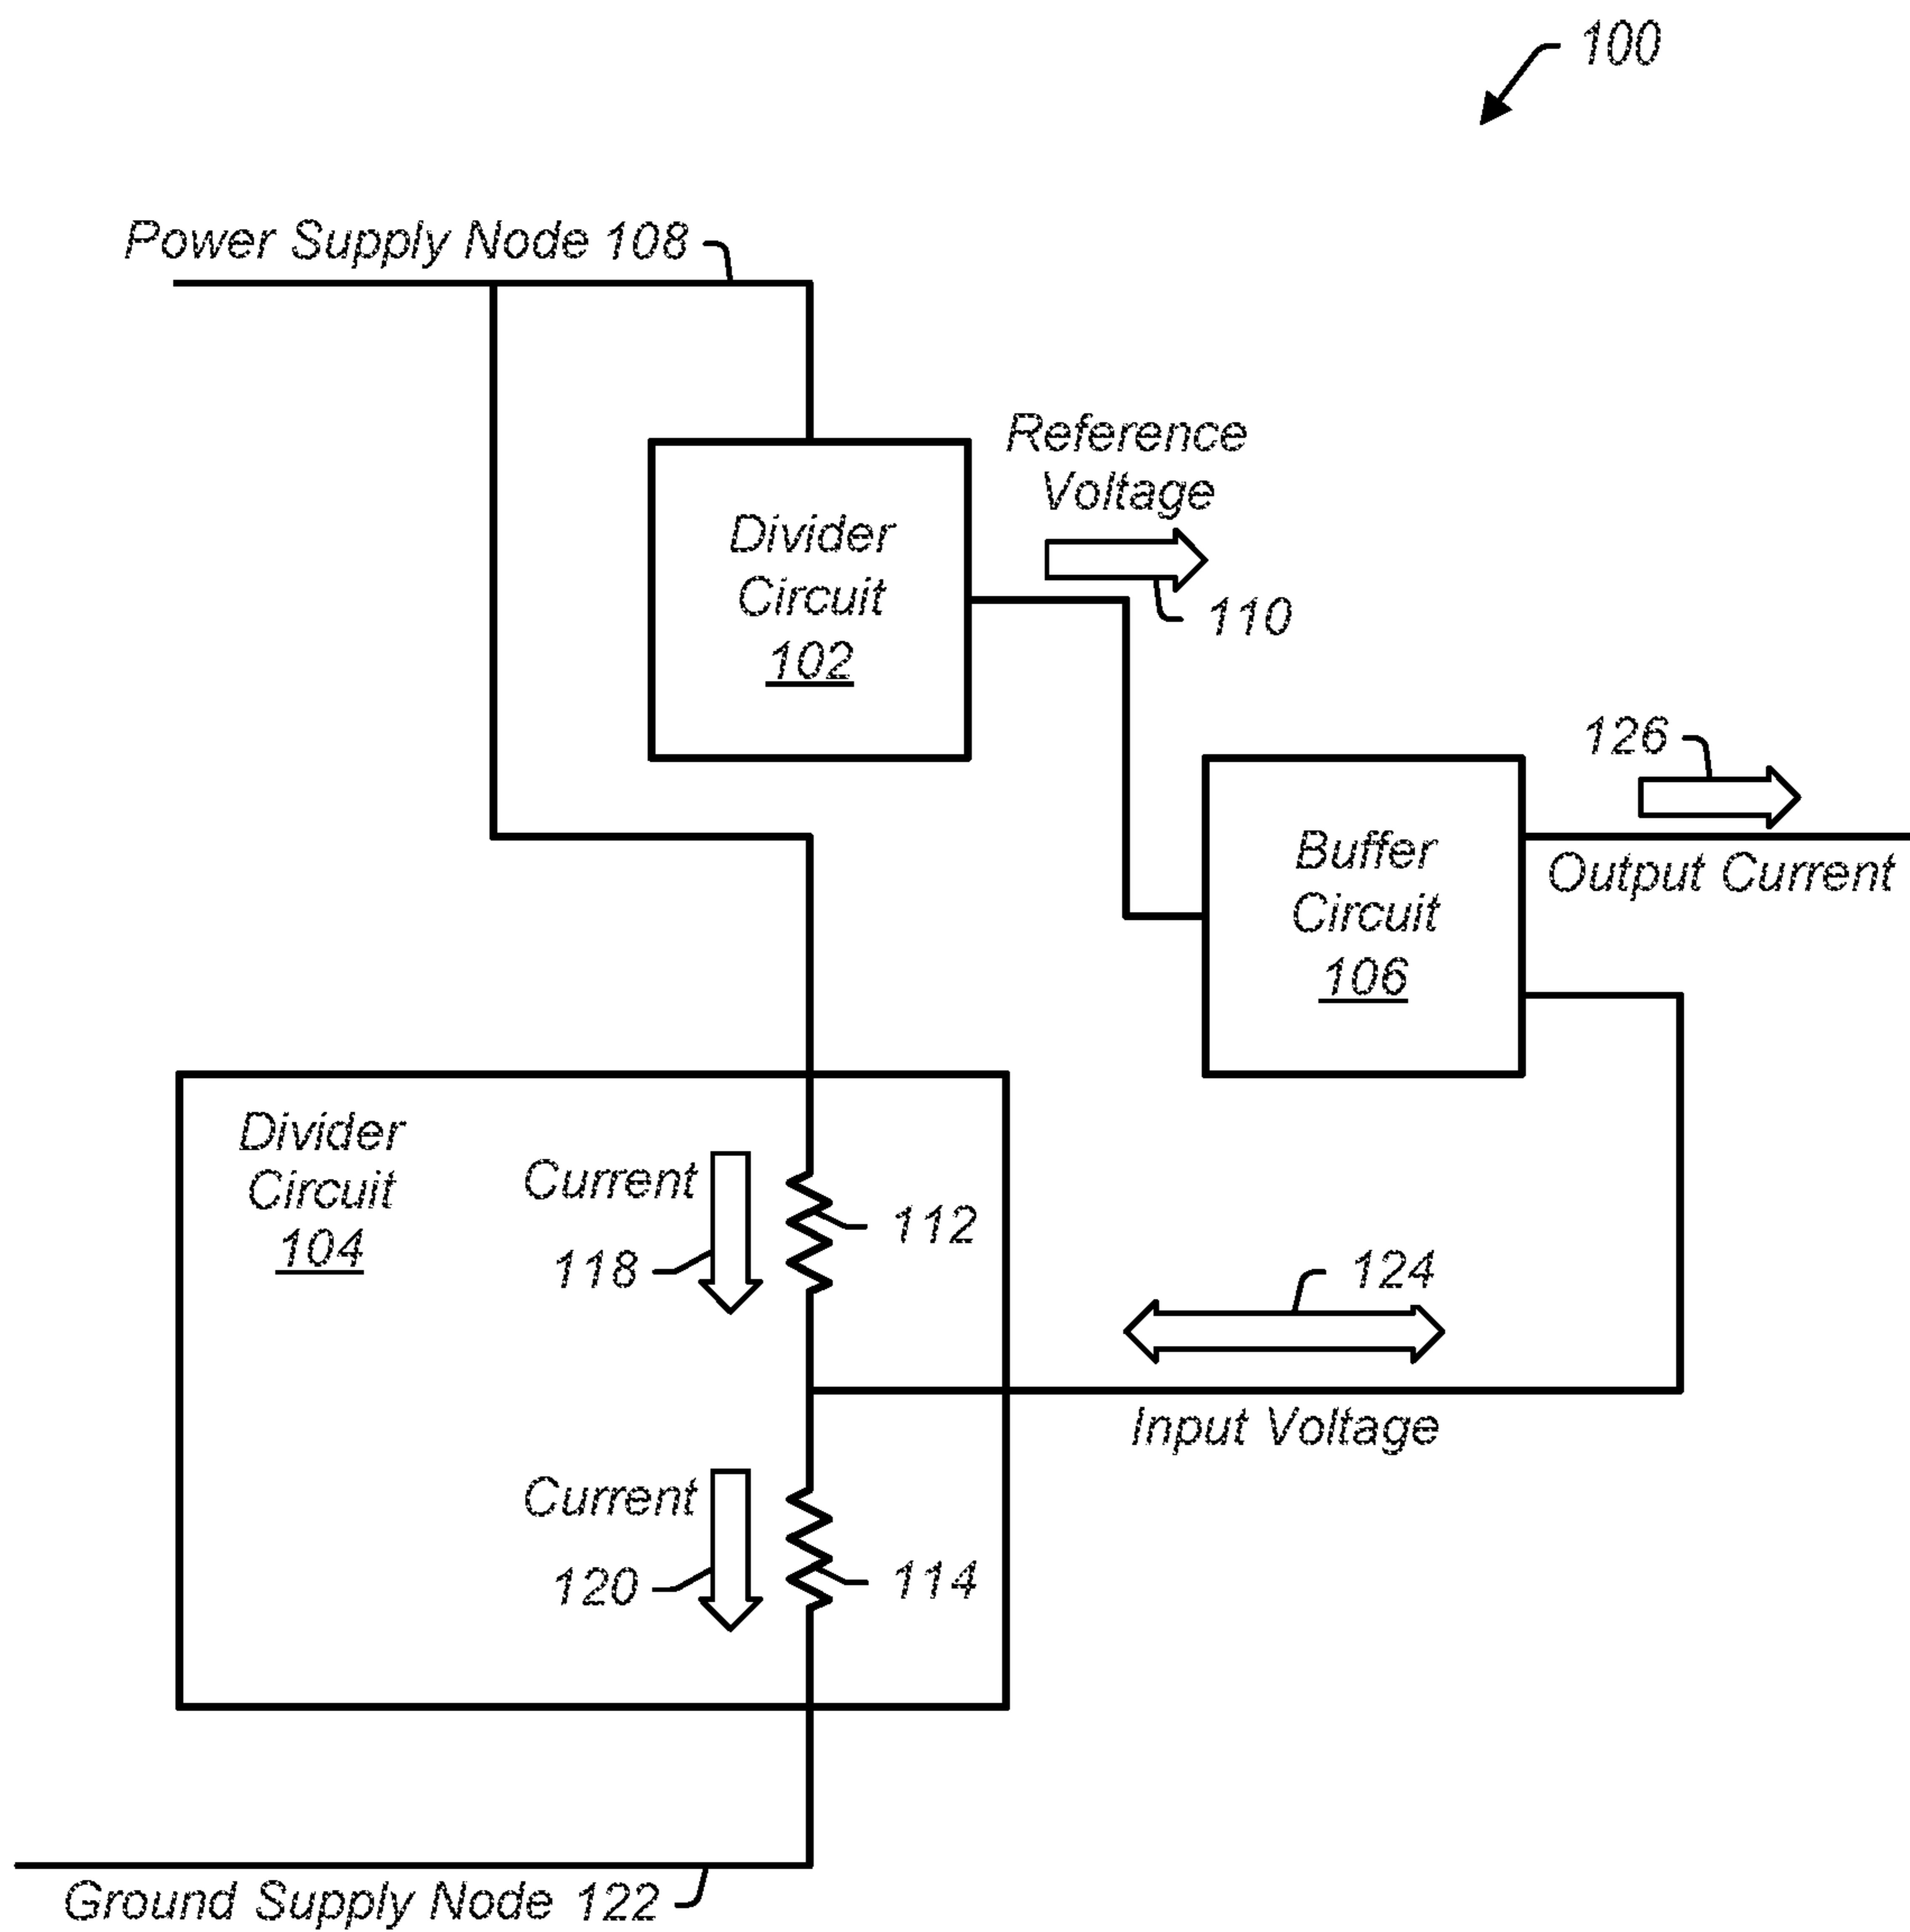 100
Power Supply Node 108
Reference
Voltage
110
Divider
Circuit
102
126
Output Current
Buffer
Circuit
106
Divider
Circuit
104
Current
118
112
124
Input Voltage
Current
120
114
Ground Supply Node 122